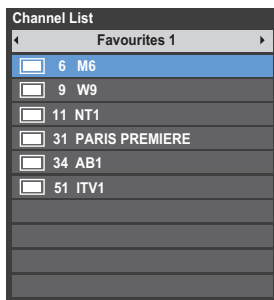 Channel List
Favourites 1
6 M6
9 W9
11 NT1
31 PARIS PREMIERE
34 AB1
51 ITV1